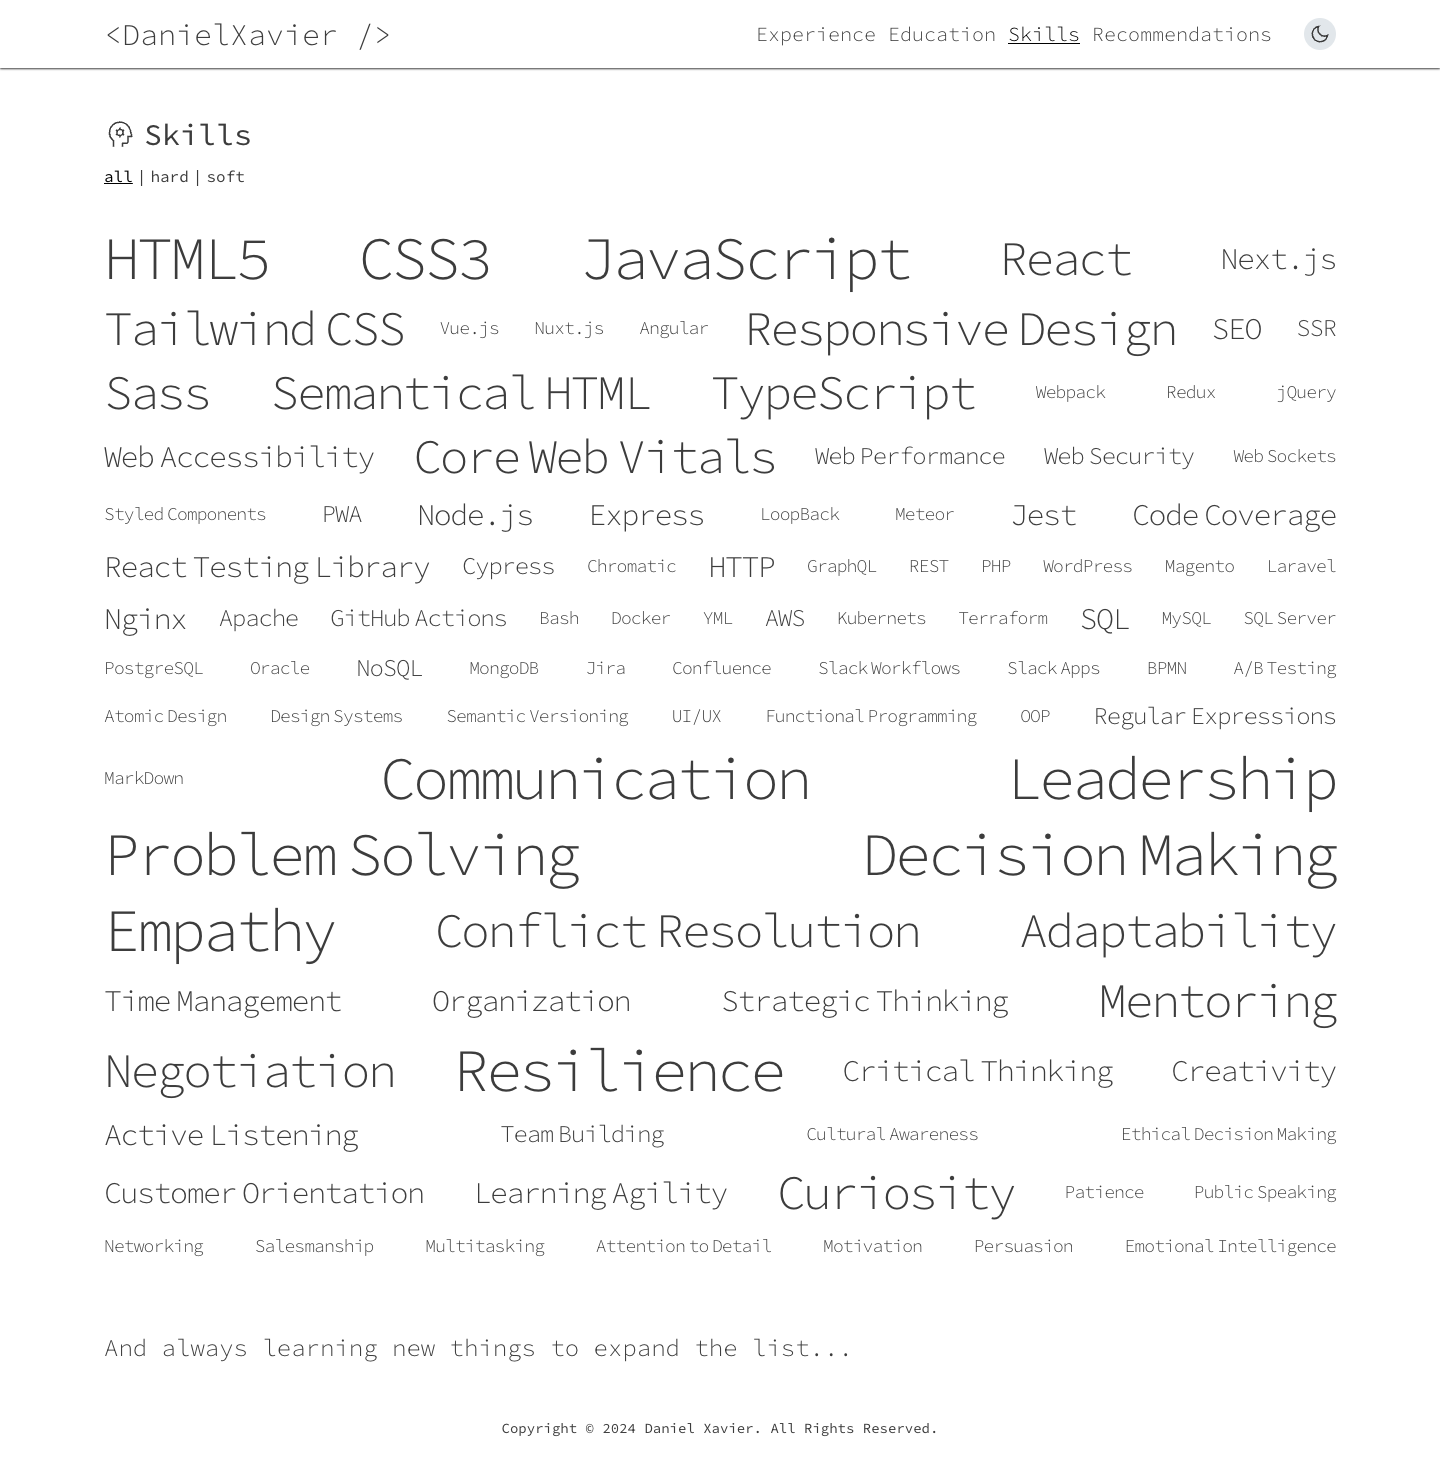 <DanielXavier />
Experience Education Skills Recommendations
Skills
all | hard | soft
HTML5 CSS3 JavaScript React Next.js
Tailwind CSS Vue.js Nuxt.js Angular Responsive Design SEO SSR
Sass Semantical HTML TypeScript Webpack Redux jQuery
Web Accessibility Core Web Vitals Web Performance Web Security Web Sockets
Styled Components PWA Node.js Express LoopBack Meteor Jest Code Coverage
React Testing Library Cypress Chromatic HTTP GraphQL REST PHP WordPress Magento Laravel
Nginx Apache GitHub Actions Bash Docker YML AWS Kubernets Terraform SQL MySQL SQL Server
PostgreSQL Oracle NoSQL MongoDB Jira Confluence Slack Workflows Slack Apps BPMN A/B Testing
Atomic Design Design Systems Semantic Versioning UI/UX Functional Programming OOP Regular Expressions
MarkDown Communication Leadership
Problem Solving Decision Making
Empathy Conflict Resolution Adaptability
Time Management Organization Strategic Thinking Mentoring
Negotiation Resilience Critical Thinking Creativity
Active Listening Team Building Cultural Awareness Ethical Decision Making
Customer Orientation Learning Agility Curiosity Patience Public Speaking
Networking Salesmanship Multitasking Attention to Detail Motivation Persuasion Emotional Intelligence
And always learning new things to expand the list...
Copyright © 2024 Daniel Xavier. All Rights Reserved.